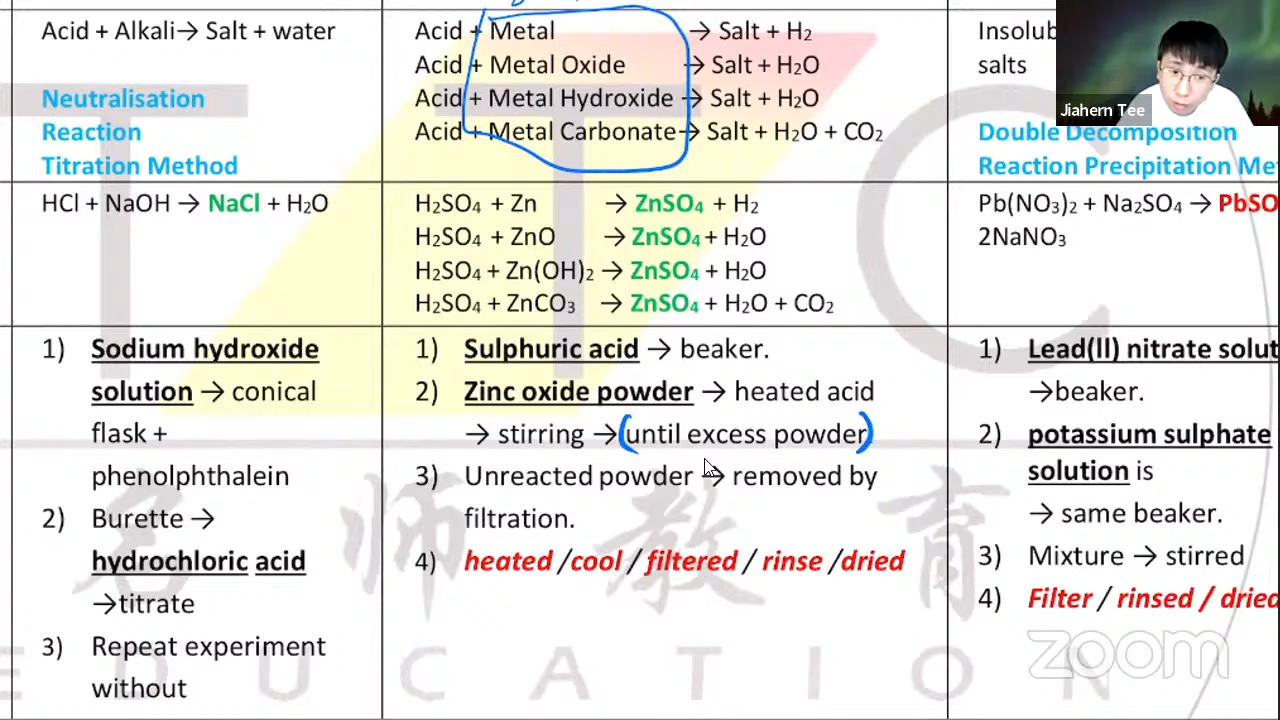 Acid + Alkali→ Salt + water
Neutralisation
Reaction
Titration Method
Acid + Metal → Salt + H₂
Acid + Metal Oxide → Salt + H₂O
Acid + Metal Hydroxide → Salt + H₂O
Acid + Metal Carbonate→ Salt + H₂O + CO₂
salts
Jiahern Tee
Double Decomposition
Reaction Precipitation
HCl + NaOH → NaCl + H₂O
H₂SO₄ + Zn → ZnSO₄ + H₂
H₂SO₄ + ZnO → ZnSO₄ + H₂O
H₂SO₄ + Zn(OH)₂ → ZnSO₄ + H₂O
H₂SO₄ + ZnCO₃ → ZnSO₄ + H₂O + CO₂
Pb(NO₃)₂ + Na₂SO₄ → PbSO
2NaNO₃
1) Sodium hydroxide
solution → conical
flask +
phenolphthalein
2) Burette →
hydrochloric acid
→titrate
3) Repeat experiment
without
1) Sulphuric acid → beaker.
2) Zinc oxide powder → heated acid
→ stirring → (until excess powder)
3) Unreacted powder → removed by
filtration.
4) heated /cool / filtered / rinse /dried
1) Lead(ll) nitrate solut
→beaker.
2) potassium sulphate
solution is
→ same beaker.
3) Mixture → stirred
4) Filter / rinsed / dried
名师教育
EDUCATION
zoom